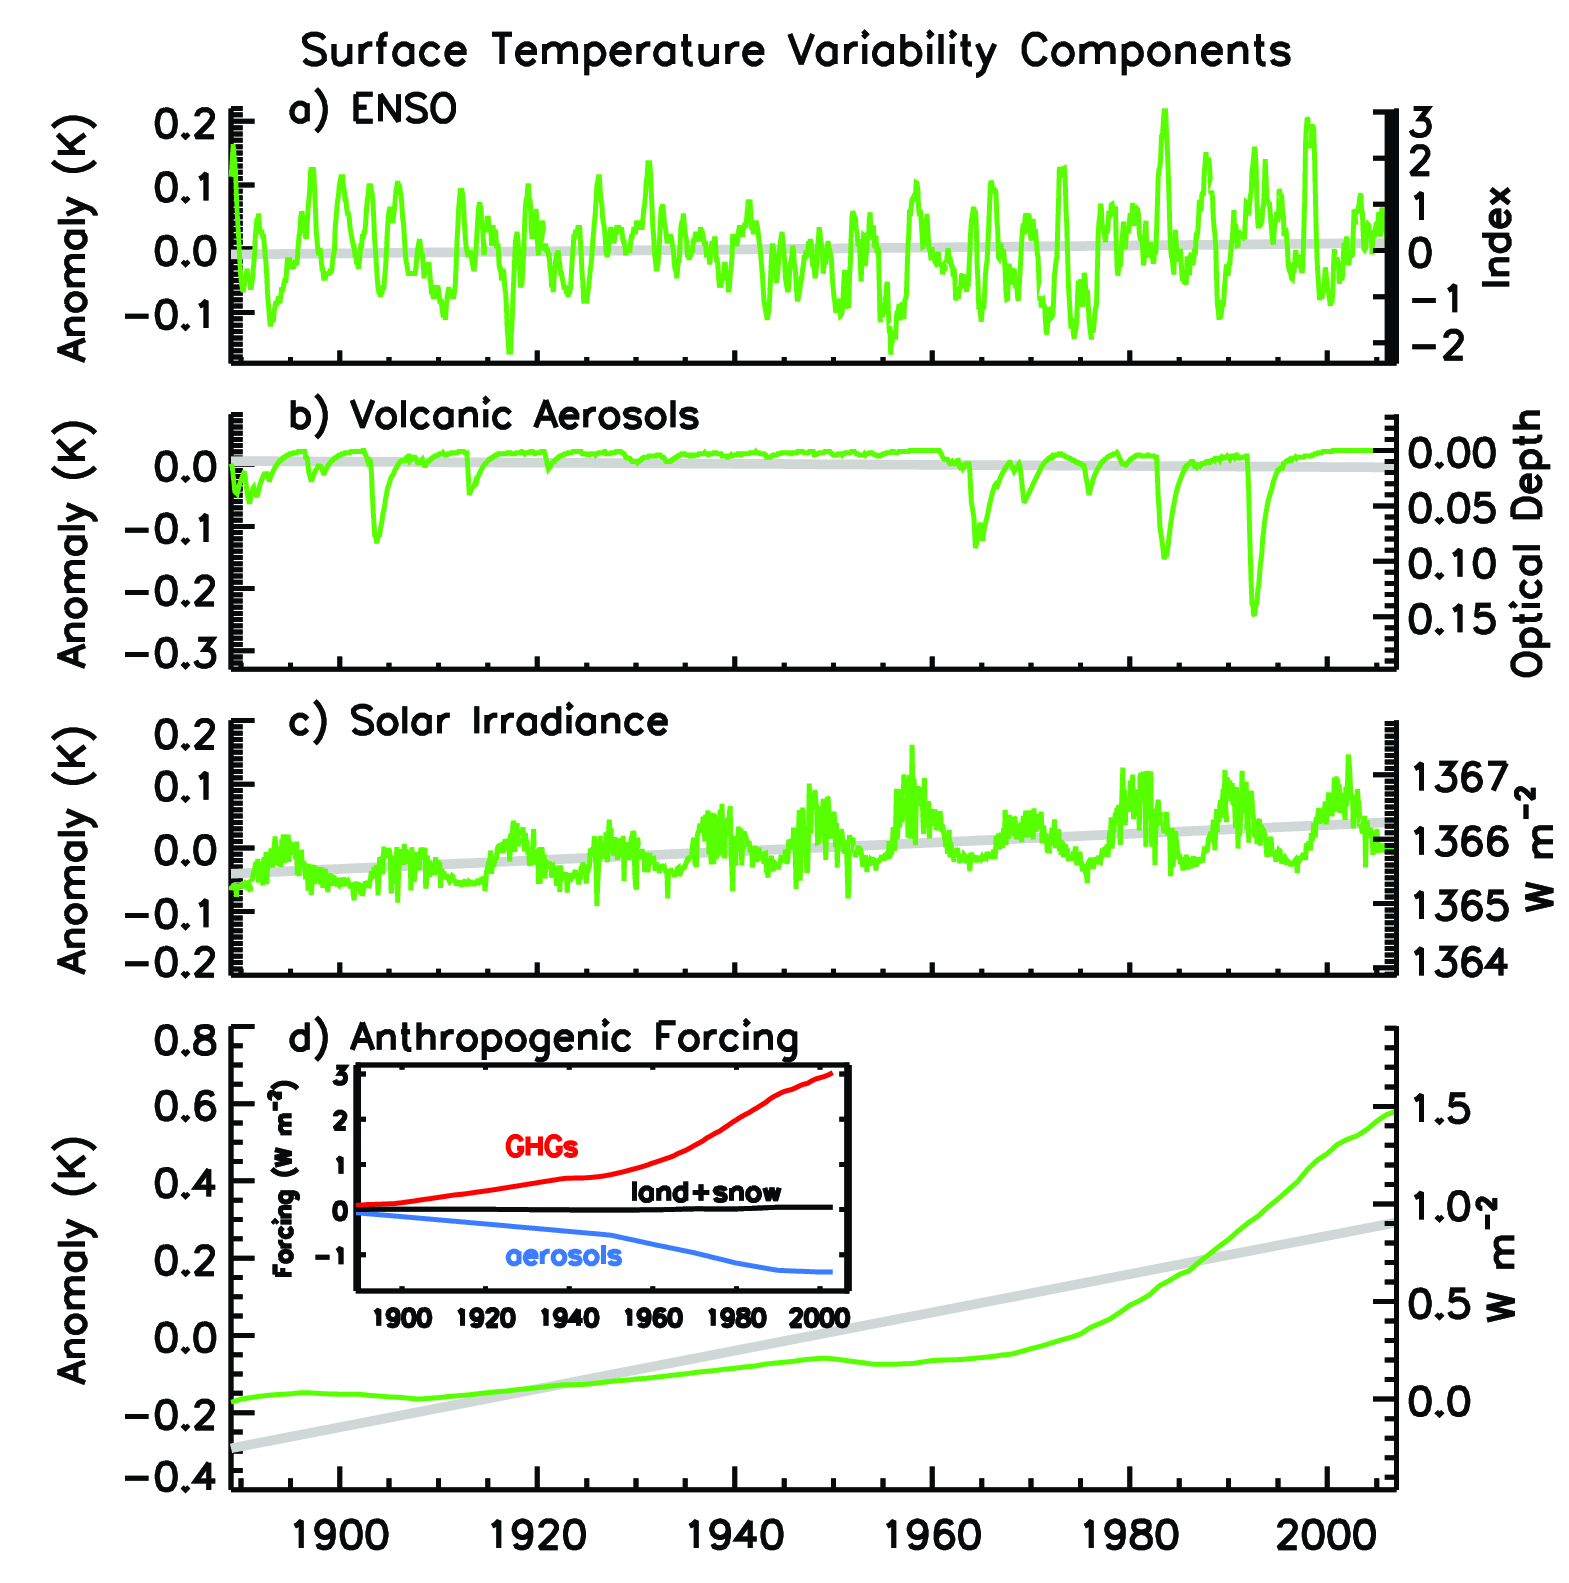 Surface Temperature Variability Components
a) ENSO
Anomaly (K)
0.2
0.1
0.0
−0.1
3
2
1
0
−1
−2
Index
b) Volcanic Aerosols
Anomaly (K)
0.0
−0.1
−0.2
−0.3
0.00
0.05
0.10
0.15
Optical Depth
c) Solar Irradiance
Anomaly (K)
0.2
0.1
0.0
−0.1
−0.2
1367
1366
1365
1364
W m⁻²
d) Anthropogenic Forcing
Anomaly (K)
0.8
0.6
0.4
0.2
0.0
−0.2
−0.4
Forcing (W m⁻²)
3
2
1
0
−1
GHGs
land+snow
aerosols
1900 1920 1940 1960 1980 2000
1.5
1.0
0.5
0.0
W m⁻²
1900 1920 1940 1960 1980 2000